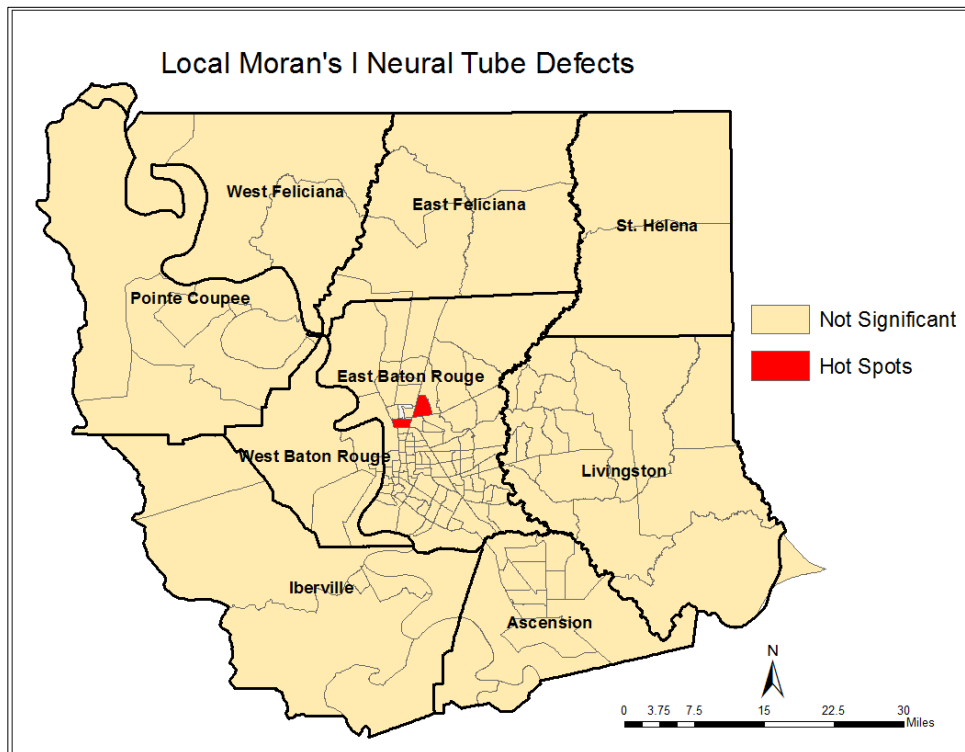 Local Moran's I Neural Tube Defects
West Feliciana
East Feliciana
St. Helena
Pointe Coupee
Not Significant
Hot Spots
East Baton Rouge
West Baton Rouge
Livingston
Iberville
Ascension
N
0 3.75 7.5 15 22.5 30
Miles